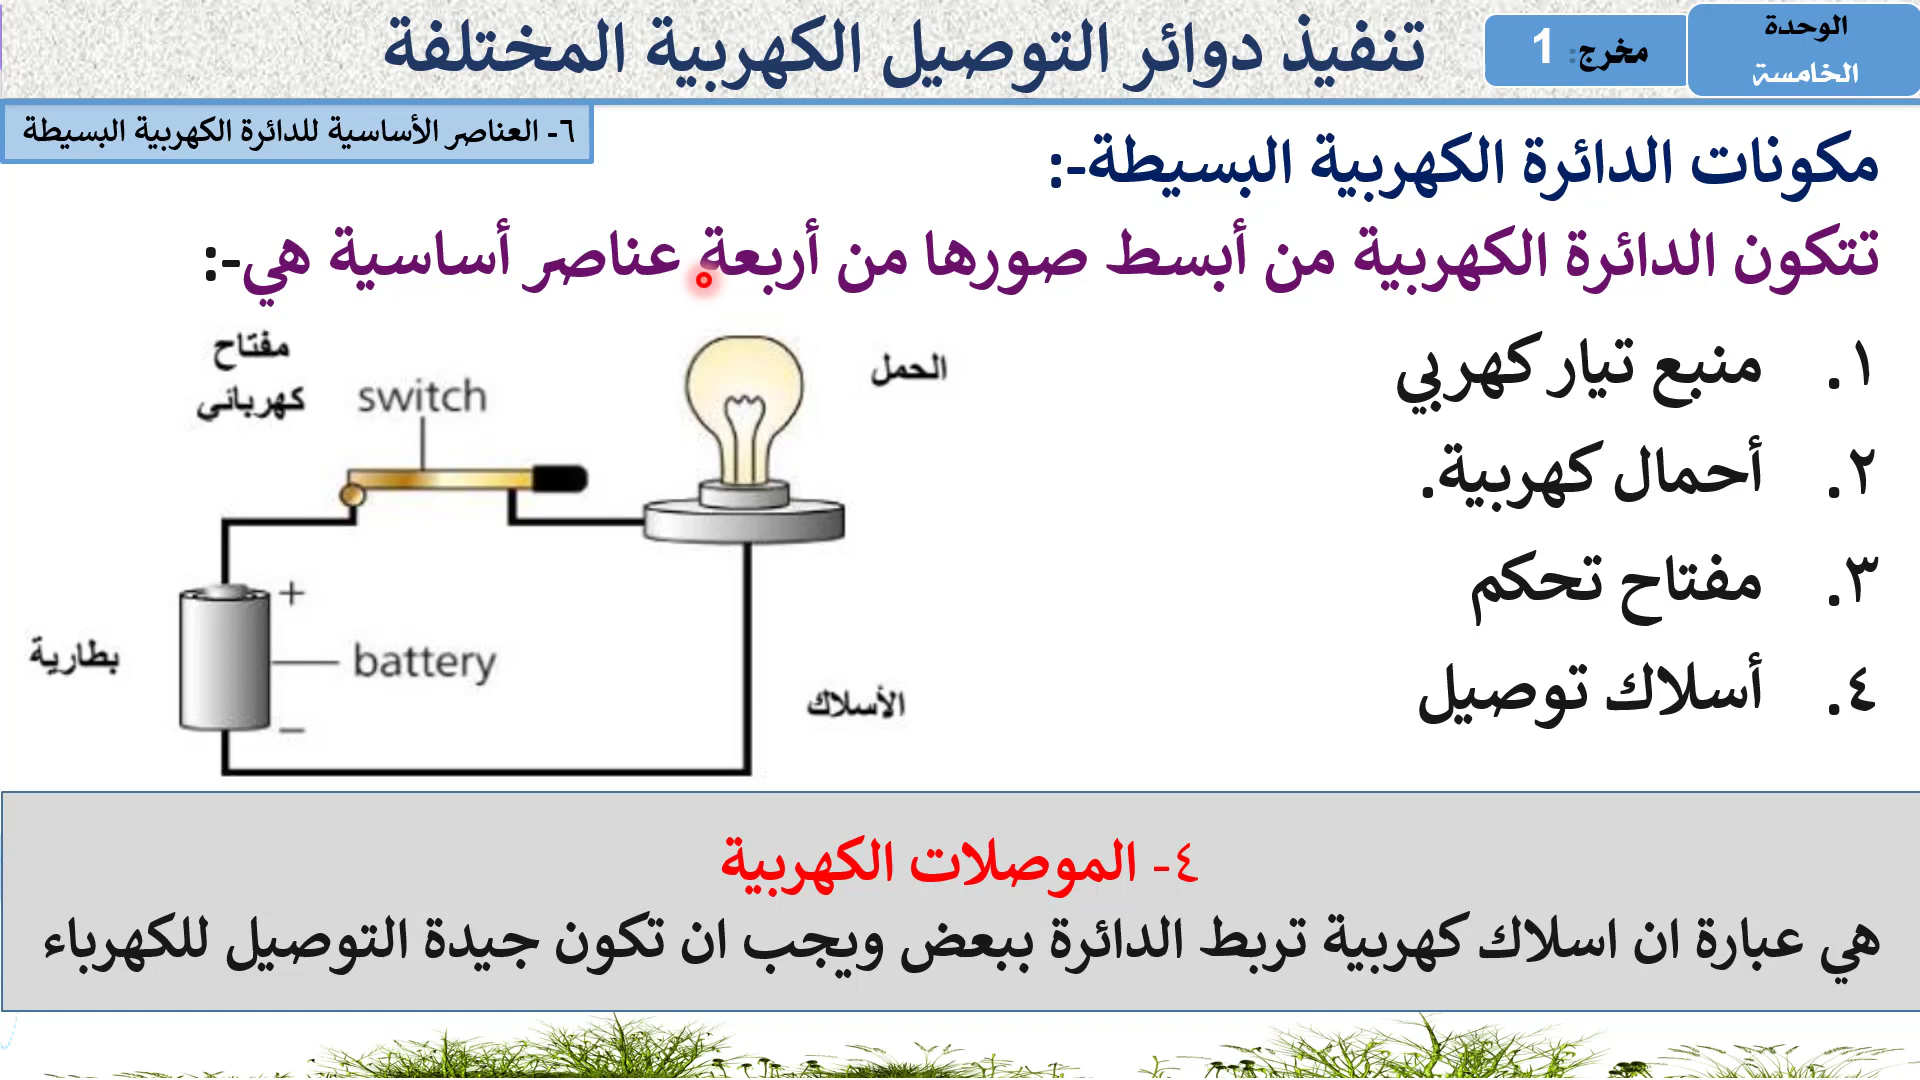 الوحدة
الخامسة
مخرج: 1
تنفيذ دوائر التوصيل الكهربية المختلفة
٦- العناصر الأساسية للدائرة الكهربية البسيطة
مكونات الدائرة الكهربية البسيطة:-
تتكون الدائرة الكهربية من أبسط صورها من أربعة عناصر أساسية هي:-
١. منبع تيار كهربي
٢. أحمال كهربية.
٣. مفتاح تحكم
٤. أسلاك توصيل
مفتاح
كهربائي
switch
الحمل
+
بطارية
battery
−
الأسلاك
٤- الموصلات الكهربية
هي عبارة ان اسلاك كهربية تربط الدائرة ببعض ويجب ان تكون جيدة التوصيل للكهرباء